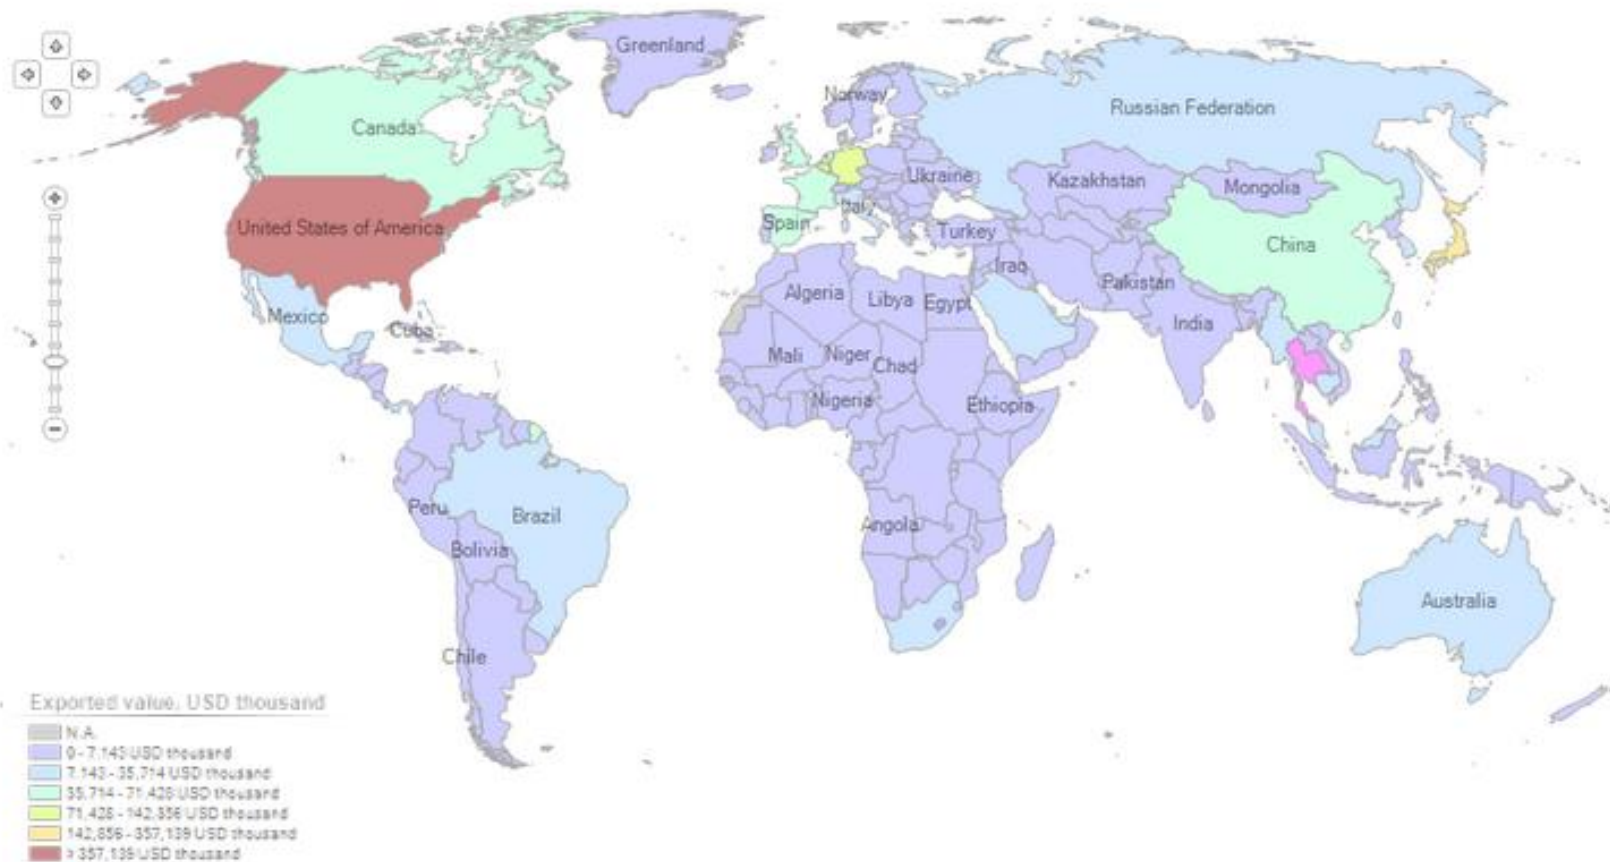 Greenland
Norway
Russian Federation
Canada
Ukraine
Kazakhstan
Mongolia
Italy
United States of America
Spain
Turkey
China
Iraq
Pakistan
Algeria
Libya
Egypt
Mexico
India
Cuba
Mali
Niger
Chad
Nigeria
Ethiopia
Peru
Brazil
Angola
Bolivia
Australia
Chile
Exported value, USD thousand
N.A.
0 - 7,143 USD thousand
7,143 - 35,714 USD thousand
35,714 - 71,428 USD thousand
71,428 - 142,856 USD thousand
142,856 - 357,139 USD thousand
> 357,139 USD thousand